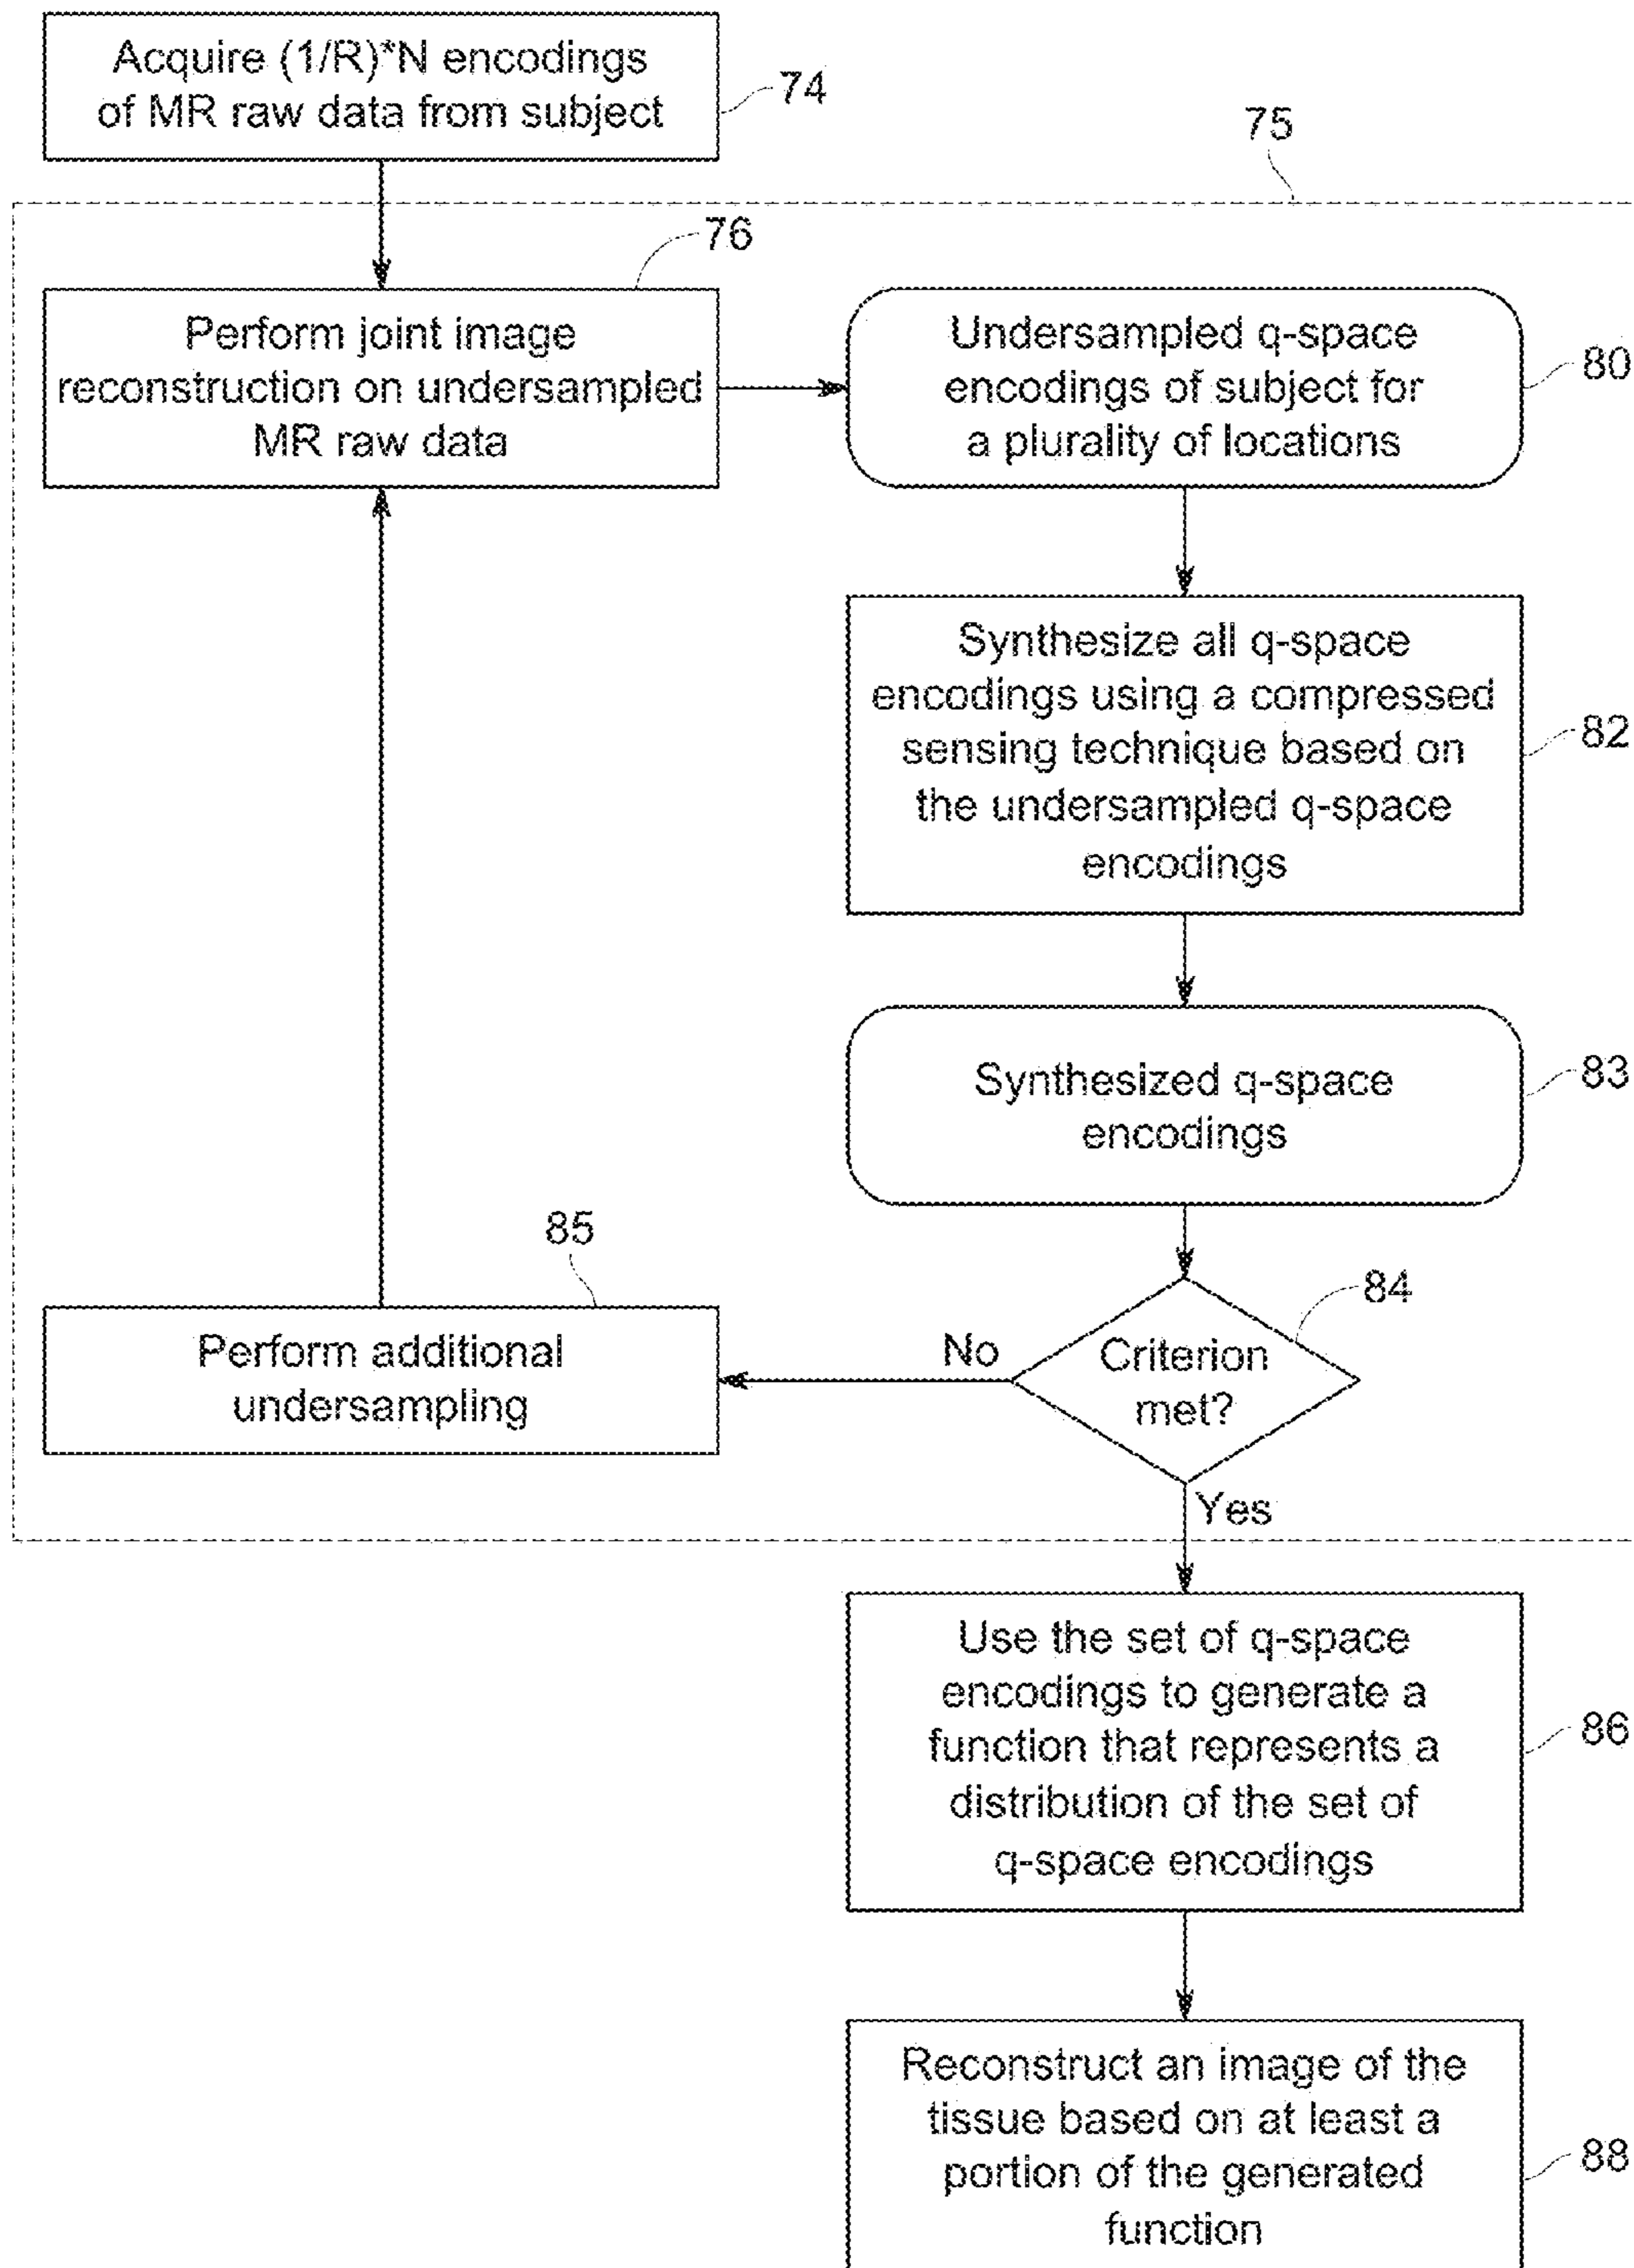 Acquire (1/R)*N encodings
of MR raw data from subject
74
75
76
Perform joint image
reconstruction on undersampled
MR raw data
Undersampled q-space
encodings of subject for
a plurality of locations
80
Synthesize all q-space
encodings using a compressed
sensing technique based on
the undersampled q-space
encodings
82
Synthesized q-space
encodings
83
84
Criterion
met?
No
85
Perform additional
undersampling
Yes
Use the set of q-space
encodings to generate a
function that represents a
distribution of the set of
q-space encodings
86
Reconstruct an image of the
tissue based on at least a
portion of the generated
function
88